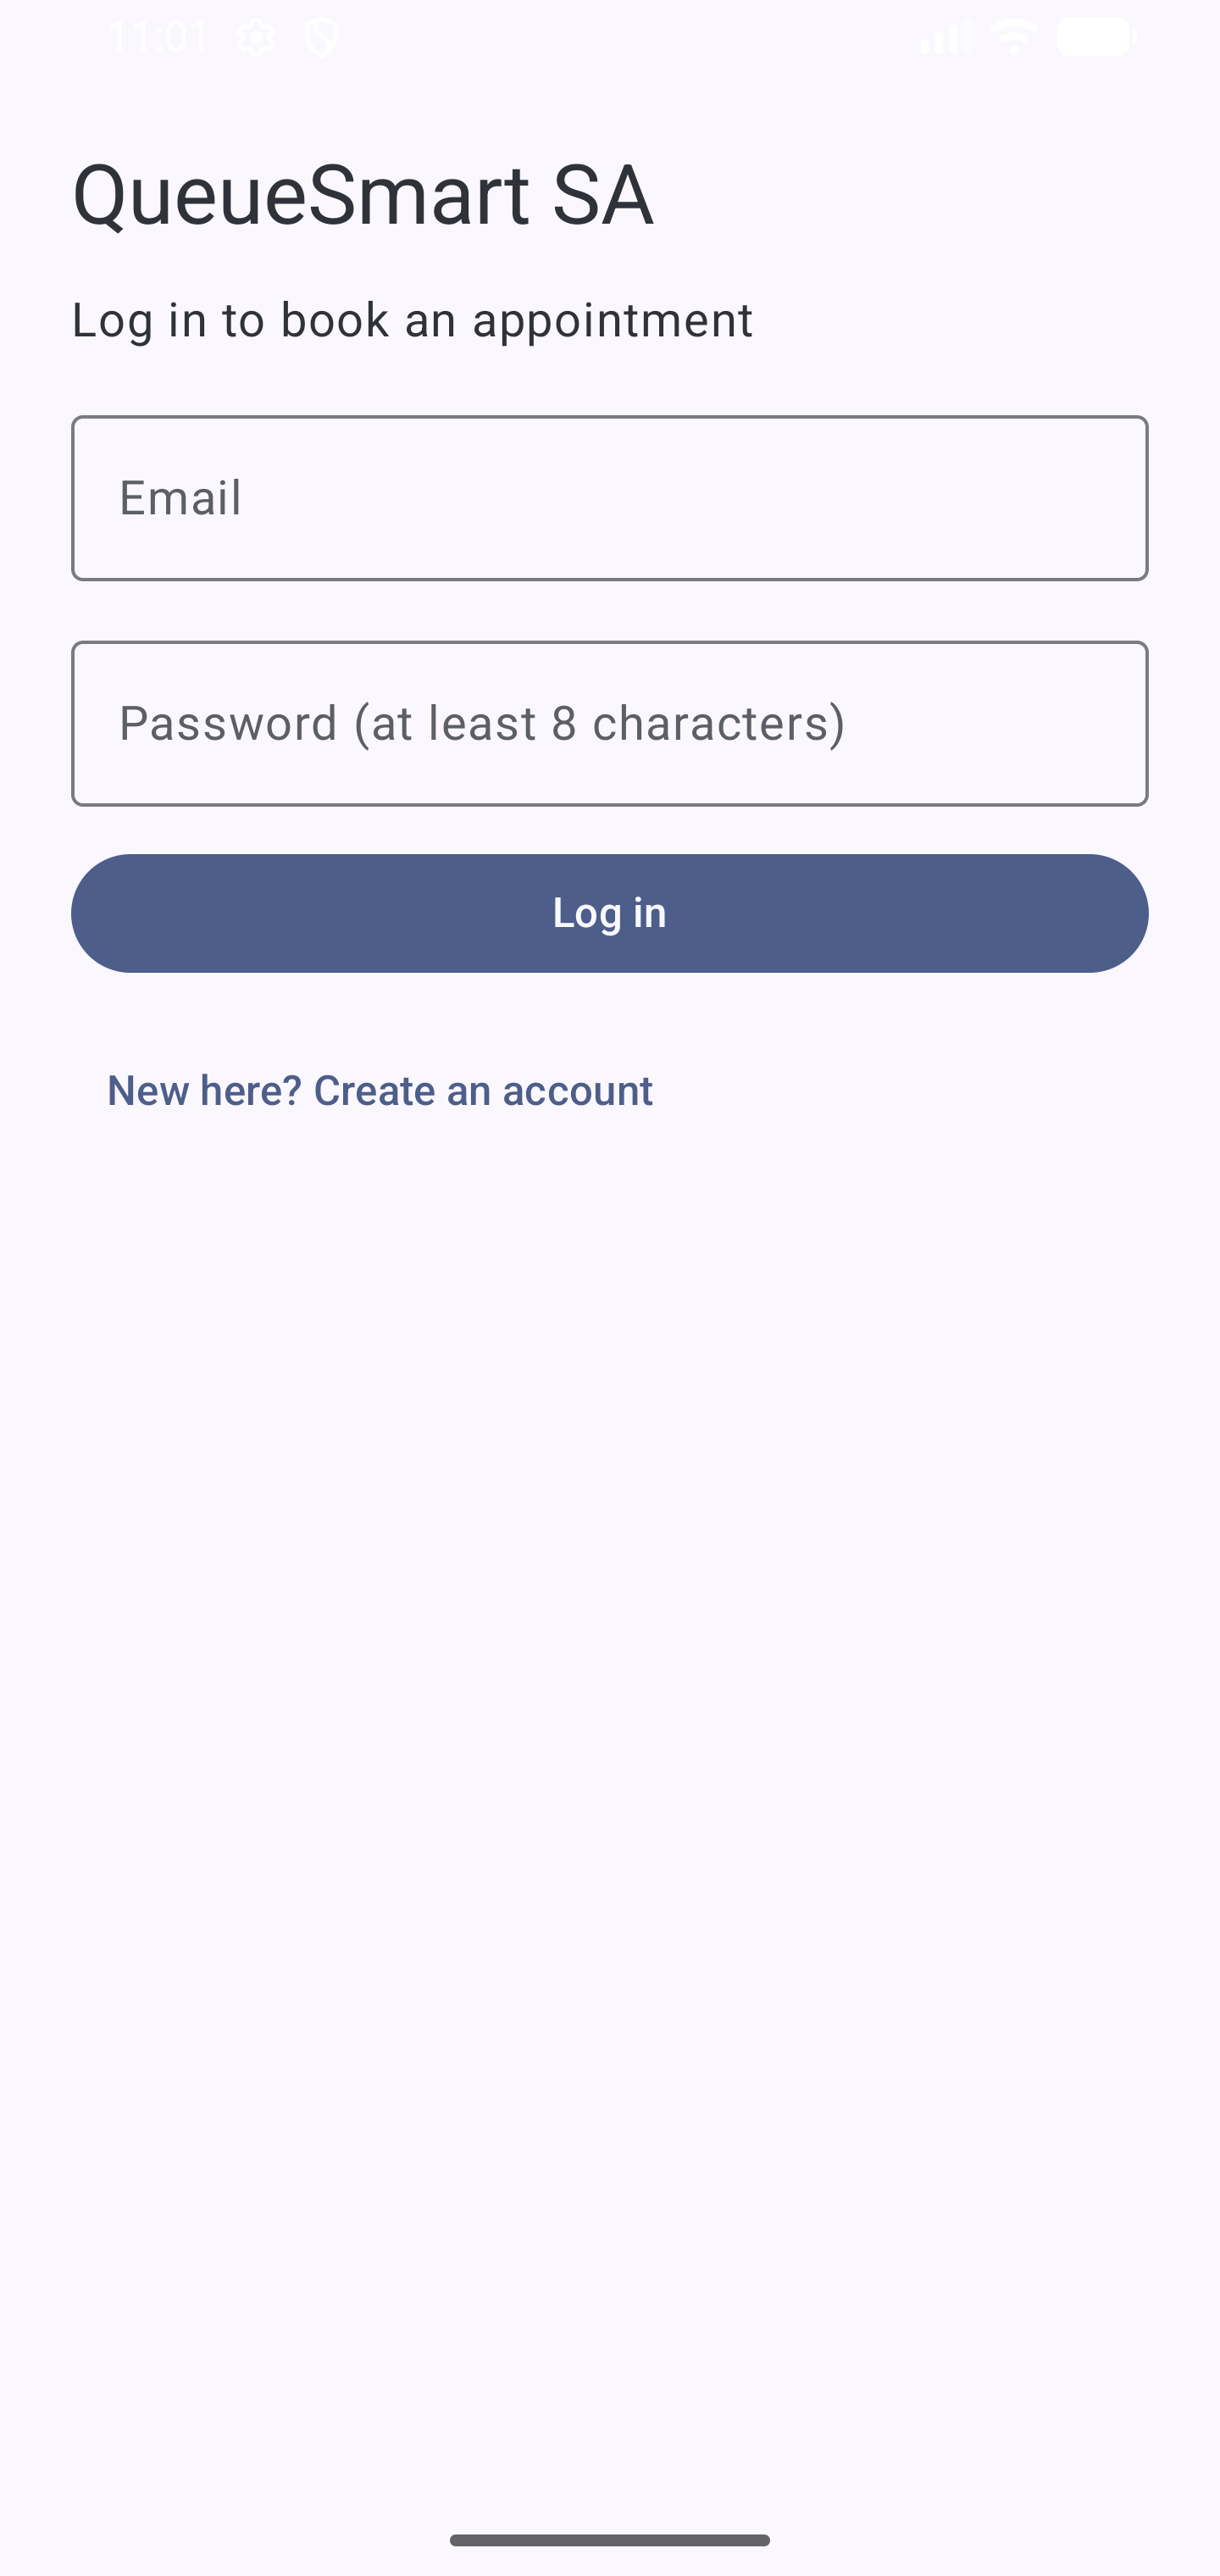 11:01
QueueSmart SA
Log in to book an appointment
Email
Password (at least 8 characters)
Log in
New here? Create an account